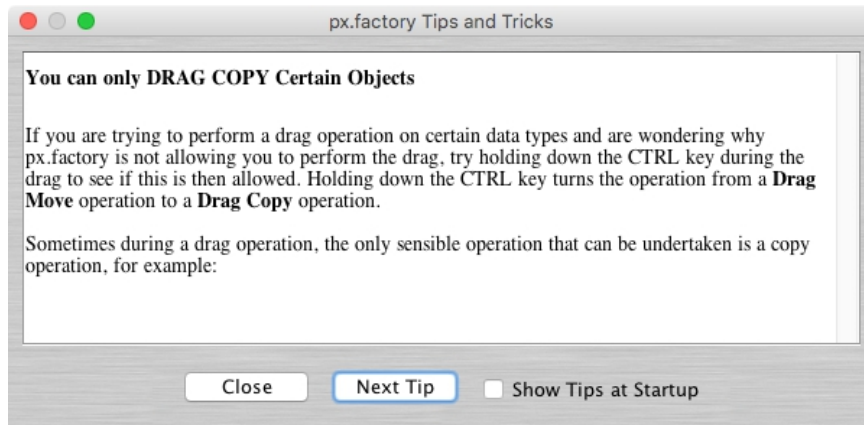 px.factory Tips and Tricks
You can only DRAG COPY Certain Objects
If you are trying to perform a drag operation on certain data types and are wondering why
px.factory is not allowing you to perform the drag, try holding down the CTRL key during the
drag to see if this is then allowed. Holding down the CTRL key turns the operation from a Drag
Move operation to a Drag Copy operation.
Sometimes during a drag operation, the only sensible operation that can be undertaken is a copy
operation, for example:
Close Next Tip Show Tips at Startup